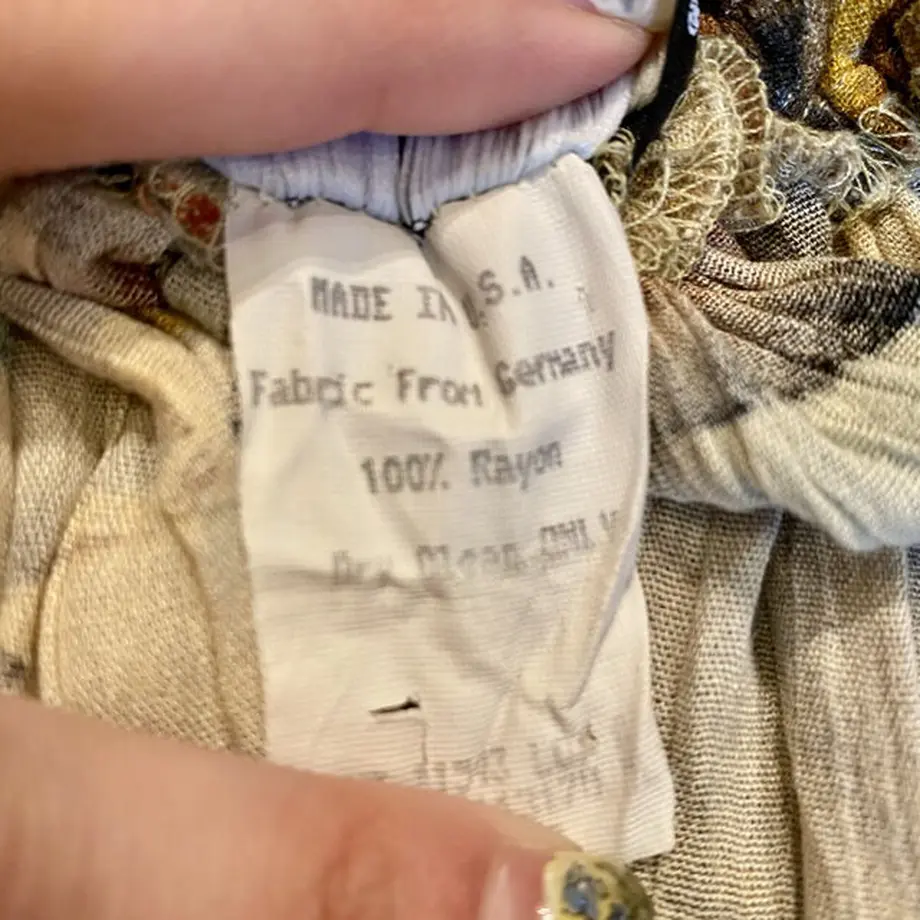 MADE IN U.S.A.
Fabric From Germany
100% Rayon
Dry Clean ONLY